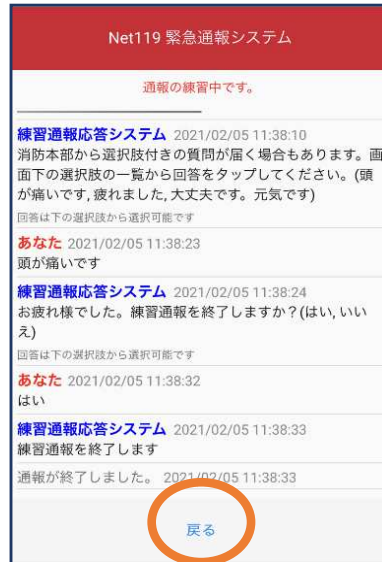 Net119 緊急通報システム
通報の練習中です。
練習通報応答システム 2021/02/05 11:38:10
消防本部から選択肢付きの質問が届く場合もあります。画
面下の選択肢の一覧から回答をタップしてください。(頭
が痛いです, 疲れました, 大丈夫です。元気です)
回答は下の選択肢から選択可能です
あなた 2021/02/05 11:38:23
頭が痛いです
練習通報応答システム 2021/02/05 11:38:24
お疲れ様でした。練習通報を終了しますか？(はい, いい
え)
回答は下の選択肢から選択可能です
あなた 2021/02/05 11:38:32
はい
練習通報応答システム 2021/02/05 11:38:33
練習通報を終了します
通報が終了しました。 2021/02/05 11:38:33
戻る